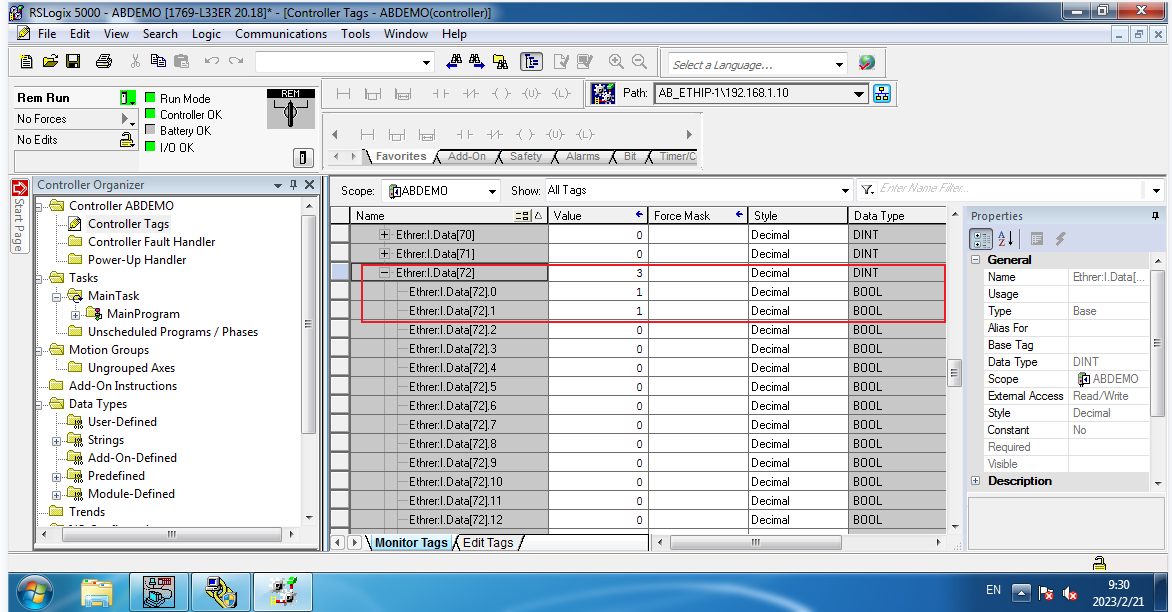 RSLogix 5000 - ABDEMO [1769-L33ER 20.18]* - [Controller Tags - ABDEMO(controller)]
File Edit View Search Logic Communications Tools Window Help
Select a Language...
Rem Run
No Forces
No Edits
Run Mode
Controller OK
Battery OK
I/O OK
REM
Path: AB_ETHIP-1\192.168.1.10
Favorites Add-On Safety Alarms Bit Timer/C
Start Page
Controller Organizer
Controller ABDEMO
Controller Tags
Controller Fault Handler
Power-Up Handler
Tasks
MainTask
MainProgram
Unscheduled Programs / Phases
Motion Groups
Ungrouped Axes
Add-On Instructions
Data Types
User-Defined
Strings
Add-On-Defined
Predefined
Module-Defined
Trends
Scope: ABDEMO Show: All Tags Enter Name Filter...
Name Value Force Mask Style Data Type
Ethrer:I.Data[70] 0 Decimal DINT
Ethrer:I.Data[71] 0 Decimal DINT
Ethrer:I.Data[72] 3 Decimal DINT
Ethrer:I.Data[72].0 1 Decimal BOOL
Ethrer:I.Data[72].1 1 Decimal BOOL
Ethrer:I.Data[72].2 0 Decimal BOOL
Ethrer:I.Data[72].3 0 Decimal BOOL
Ethrer:I.Data[72].4 0 Decimal BOOL
Ethrer:I.Data[72].5 0 Decimal BOOL
Ethrer:I.Data[72].6 0 Decimal BOOL
Ethrer:I.Data[72].7 0 Decimal BOOL
Ethrer:I.Data[72].8 0 Decimal BOOL
Ethrer:I.Data[72].9 0 Decimal BOOL
Ethrer:I.Data[72].10 0 Decimal BOOL
Ethrer:I.Data[72].11 0 Decimal BOOL
Ethrer:I.Data[72].12 0 Decimal BOOL
Monitor Tags Edit Tags
Properties
General
Name Ethrer:I.Data[...
Usage
Type Base
Alias For
Base Tag
Data Type DINT
Scope ABDEMO
External Access Read/Write
Style Decimal
Constant No
Required
Visible
Description
EN
9:30
2023/2/21